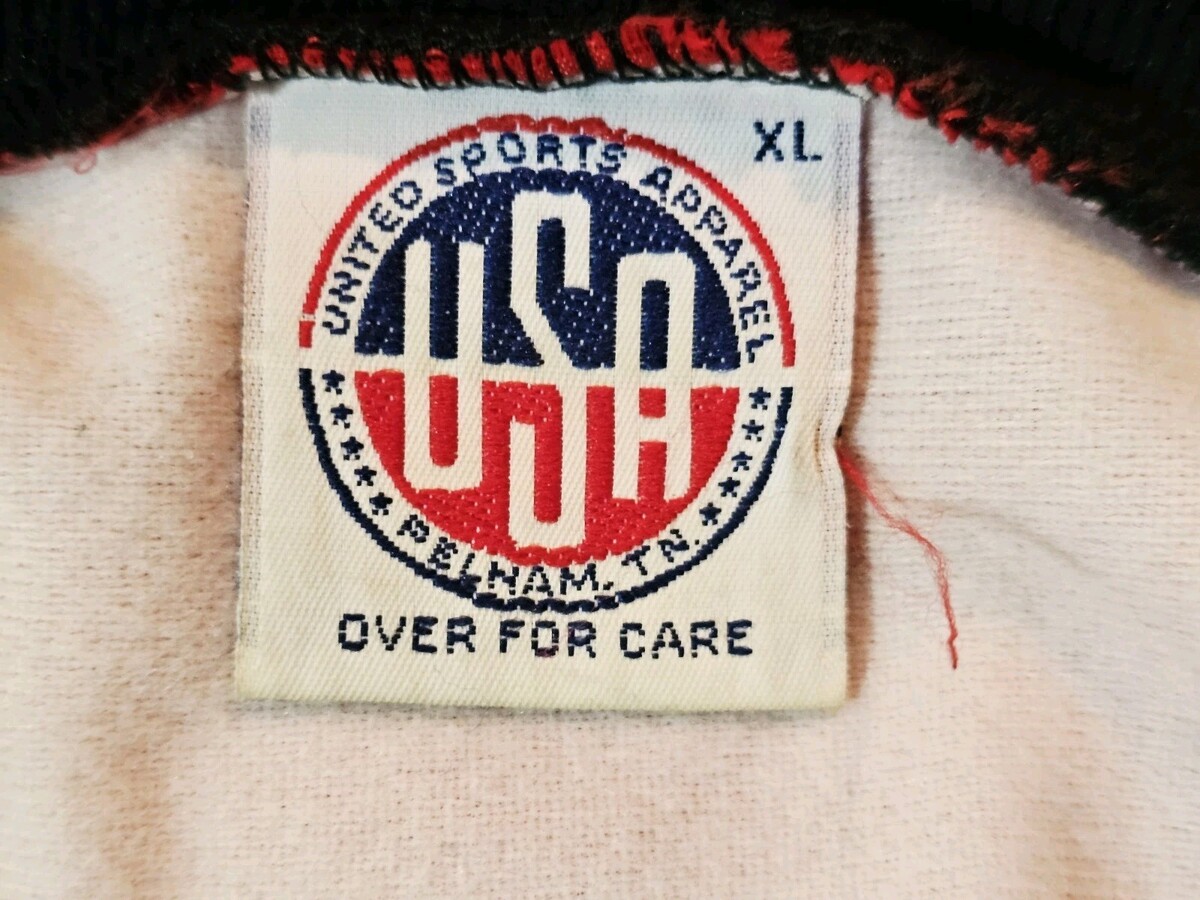 XL
UNITED SPORTS APPAREL
USA
PELHAM, TN.
OVER FOR CARE